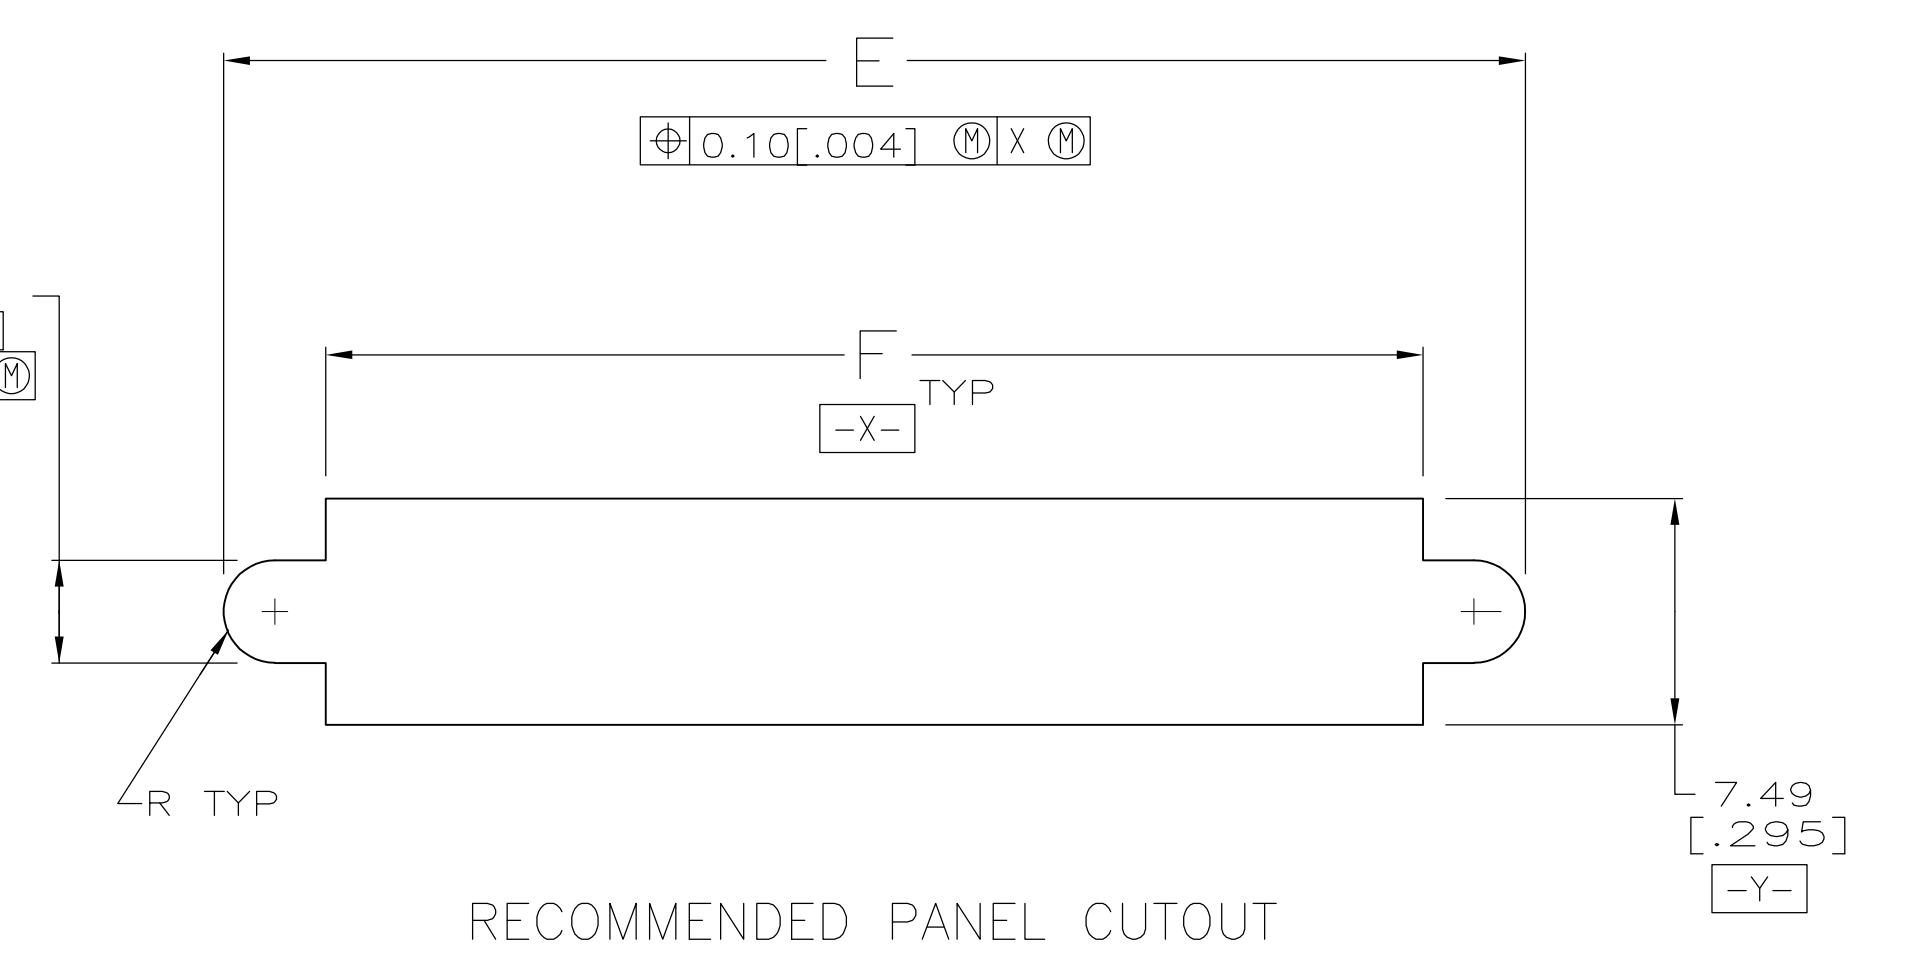 E
⌖ 0.10[.004] Ⓜ X Ⓜ
Ⓜ
F
TYP
-X-
R TYP
7.49
[.295]
-Y-
RECOMMENDED PANEL CUTOUT